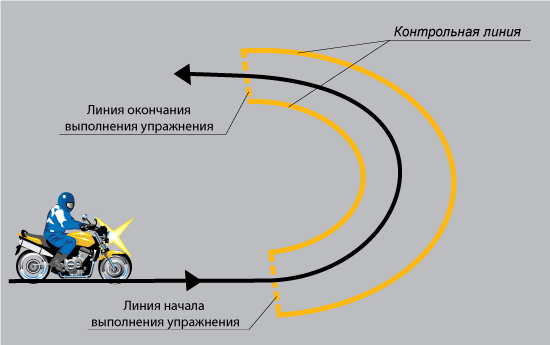 Контрольная линия
Линия окончания
выполнения упражнения
Линия начала
выполнения упражнения